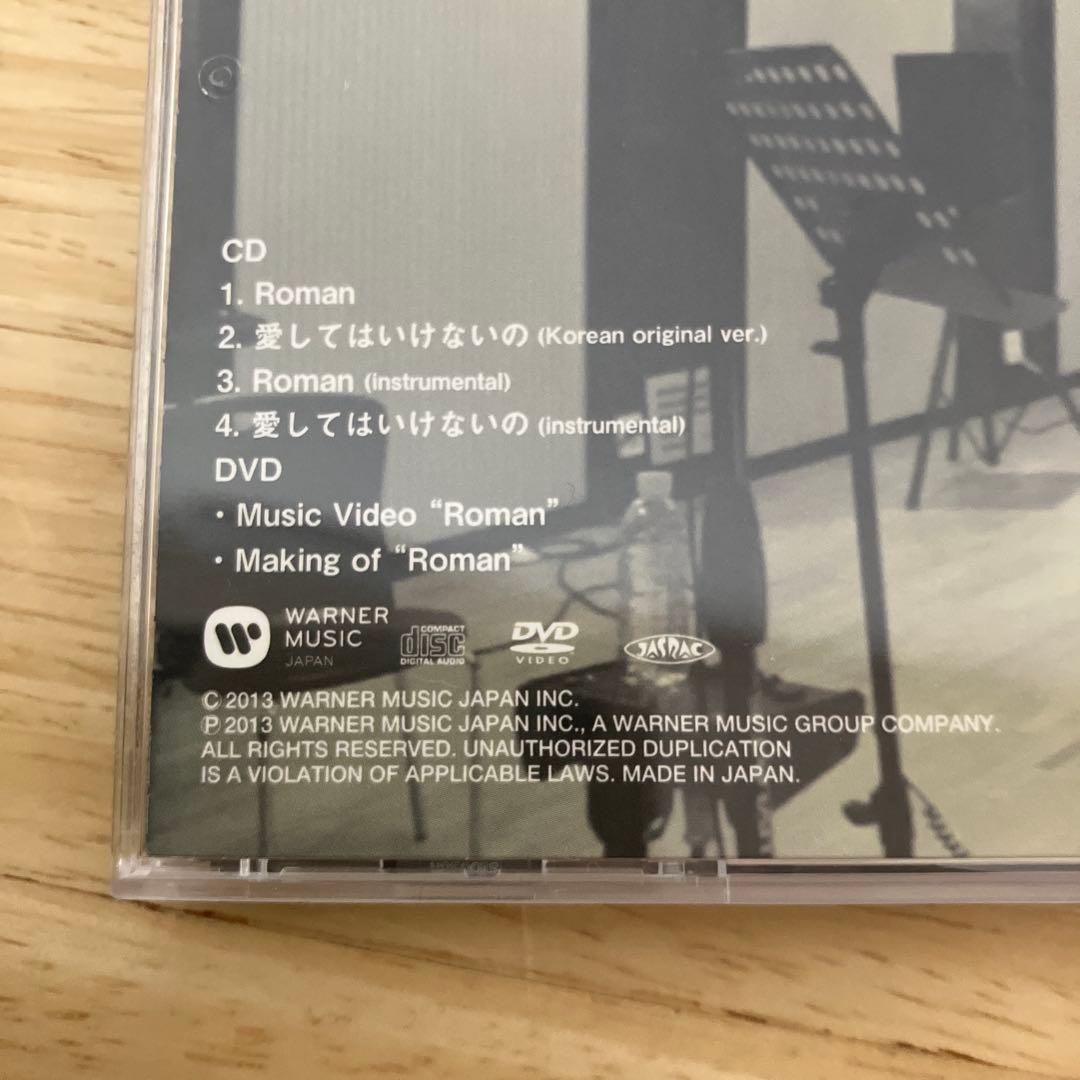 CD
1. Roman
2. 愛してはいけないの (Korean original ver.)
3. Roman (instrumental)
4. 愛してはいけないの (instrumental)
DVD
・Music Video “Roman”
・Making of “Roman”
WARNER
MUSIC
JAPAN
COMPACT
disc
DIGITAL AUDIO
DVD
VIDEO
JASRAC
© 2013 WARNER MUSIC JAPAN INC.
℗ 2013 WARNER MUSIC JAPAN INC., A WARNER MUSIC GROUP COMPANY.
ALL RIGHTS RESERVED. UNAUTHORIZED DUPLICATION
IS A VIOLATION OF APPLICABLE LAWS. MADE IN JAPAN.